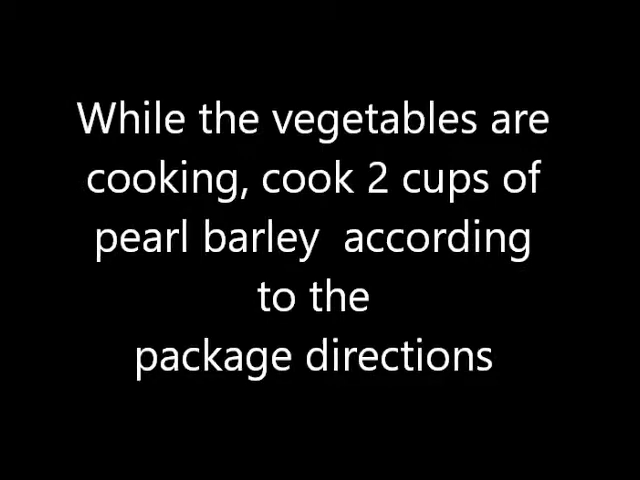 While the vegetables are
cooking, cook 2 cups of
pearl barley  according
to the
package directions